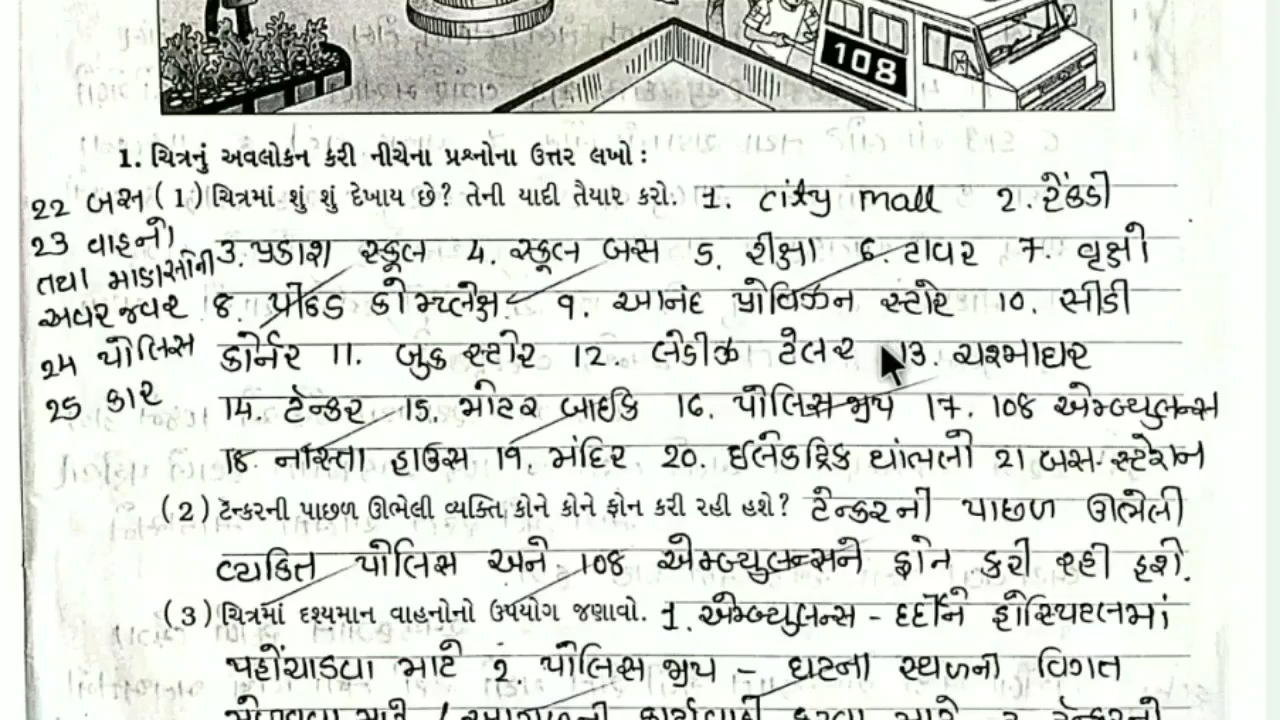 108
1. ચિત્રનું અવલોકન કરી નીચેના પ્રશ્નોના ઉત્તર લખો :
(1) ચિત્રમાં શું શું દેખાય છે? તેની યાદી તૈયાર કરો. 1. city mall 2. રેંકડી
3. પ્રકાશ સ્કૂલ 4. સ્કૂલ બસ 5. રીક્ષા 6. ટાવર 7. વૃક્ષો
8. પ્રાઈડ કોમ્પ્લેક્ષ 9. આનંદ પ્રોવિઝન સ્ટોર 10. સીડી
કોર્નર 11. બુક સ્ટોર 12. લેડીઝ ટેલર 13. ચશ્માઘર
14. ટેન્કર 15. મોટર બાઈક 16. પોલિસ જીપ 17. 108 એમ્બ્યુલન્સ
18. નાસ્તા હાઉસ 19. મંદિર 20. ઈલેક્ટ્રિક થાંભલો 21 બસ સ્ટેશન
22 બસ
23 વાહનો
તથા માણસોની
અવર જવર
24 પોલિસ
25 કાર
(2) ટેન્કરની પાછળ ઊભેલી વ્યક્તિ કોને કોને ફોન કરી રહી હશે? ટેન્કરની પાછળ ઊભેલી
વ્યકિત પોલિસ અને 108 એમ્બ્યુલન્સને ફોન કરી રહી હશે.
(3) ચિત્રમાં દશ્યમાન વાહનોનો ઉપયોગ જણાવો. 1. એમ્બ્યુલન્સ - દર્દીને હોસ્પિટલમાં
પહોંચાડવા માટે 2. પોલિસ જીપ - ઘટના સ્થળની વિગત